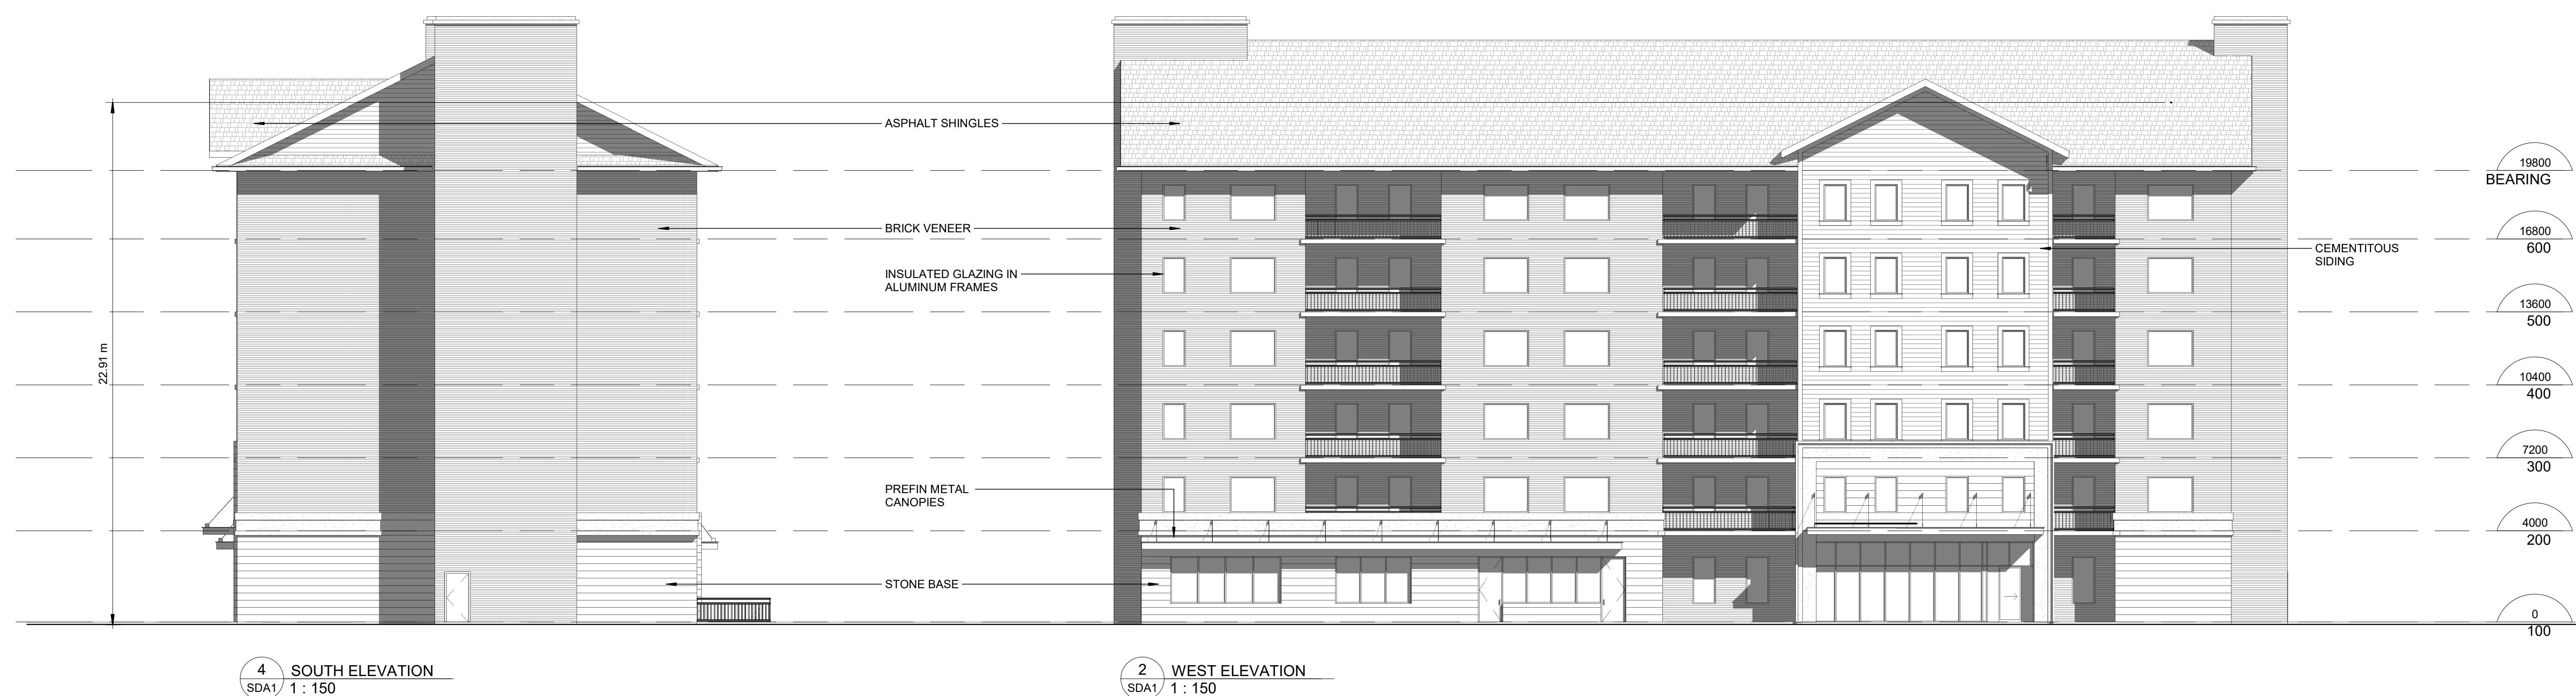 ASPHALT SHINGLES
19800
BEARING
BRICK VENEER
16800
600
CEMENTITOUS
SIDING
INSULATED GLAZING IN
ALUMINUM FRAMES
13600
500
22.91 m
10400
400
7200
300
PREFIN METAL
CANOPIES
4000
200
STONE BASE
0
100
4 SOUTH ELEVATION
SDA1 1 : 150
2 WEST ELEVATION
SDA1 1 : 150